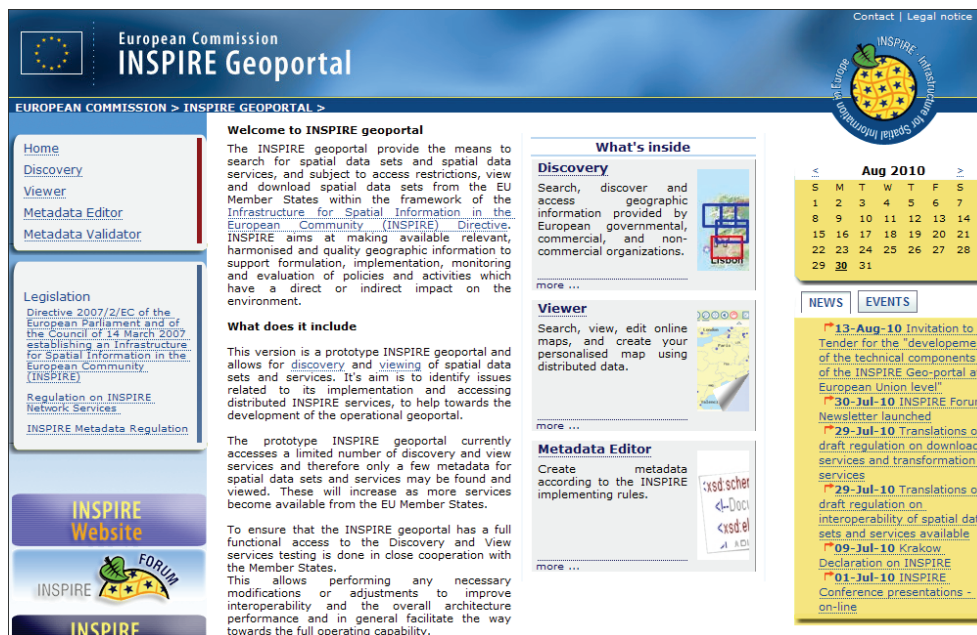 Contact | Legal notice
European Commission
INSPIRE Geoportal
INSPIRE - Infrastructure for Spatial Information in Europe
EUROPEAN COMMISSION > INSPIRE GEOPORTAL >
Home
Discovery
Viewer
Metadata Editor
Metadata Validator
Legislation
Directive 2007/2/EC of the
European Parliament and of
the Council of 14 March 2007
establishing an Infrastructure
for Spatial Information in the
European Community
(INSPIRE)
Regulation on INSPIRE
Network Services
INSPIRE Metadata Regulation
INSPIRE
Website
INSPIRE FORUM
INSPIRE
Welcome to INSPIRE geoportal
The INSPIRE geoportal provide the means to
search for spatial data sets and spatial data
services, and subject to access restrictions, view
and download spatial data sets from the EU
Member States within the framework of the
Infrastructure for Spatial Information in the
European Community (INSPIRE) Directive.
INSPIRE aims at making available relevant,
harmonised and quality geographic information to
support formulation, implementation, monitoring
and evaluation of policies and activities which
have a direct or indirect impact on the
environment.
What does it include
This version is a prototype INSPIRE geoportal and
allows for discovery and viewing of spatial data
sets and services. It's aim is to identify issues
related to its implementation and accessing
distributed INSPIRE services, to help towards the
development of the operational geoportal.
The prototype INSPIRE geoportal currently
accesses a limited number of discovery and view
services and therefore only a few metadata for
spatial data sets and services may be found and
viewed. These will increase as more services
become available from the EU Member States.
To ensure that the INSPIRE geoportal has a full
functional access to the Discovery and View
services testing is done in close cooperation with
the Member States.
This allows performing any necessary
modifications or adjustments to improve
interoperability and the overall architecture
performance and in general facilitate the way
towards the full operating capability.
What's inside
Discovery
Search, discover and
access geographic
information provided by
European governmental,
commercial, and non-
commercial organizations.
Lisbon
more ...
Viewer
Search, view, edit online
maps, and create your
personalised map using
distributed data.
more ...
Metadata Editor
Create metadata
according to the INSPIRE
implementing rules.
<xsd:schem
<!--Docu
<xsd:el
more ...
< Aug 2010 >
S M T W T F S
1 2 3 4 5 6 7
8 9 10 11 12 13 14
15 16 17 18 19 20 21
22 23 24 25 26 27 28
29 30 31
NEWS EVENTS
13-Aug-10 Invitation to
Tender for the "developeme
of the technical components
of the INSPIRE Geo-portal at
European Union level"
30-Jul-10 INSPIRE Forum
Newsletter launched
29-Jul-10 Translations o
draft regulation on download
services and transformation
services
29-Jul-10 Translations o
draft regulation on
interoperability of spatial dat
sets and services available
09-Jul-10 Krakow
Declaration on INSPIRE
01-Jul-10 INSPIRE
Conference presentations -
on-line